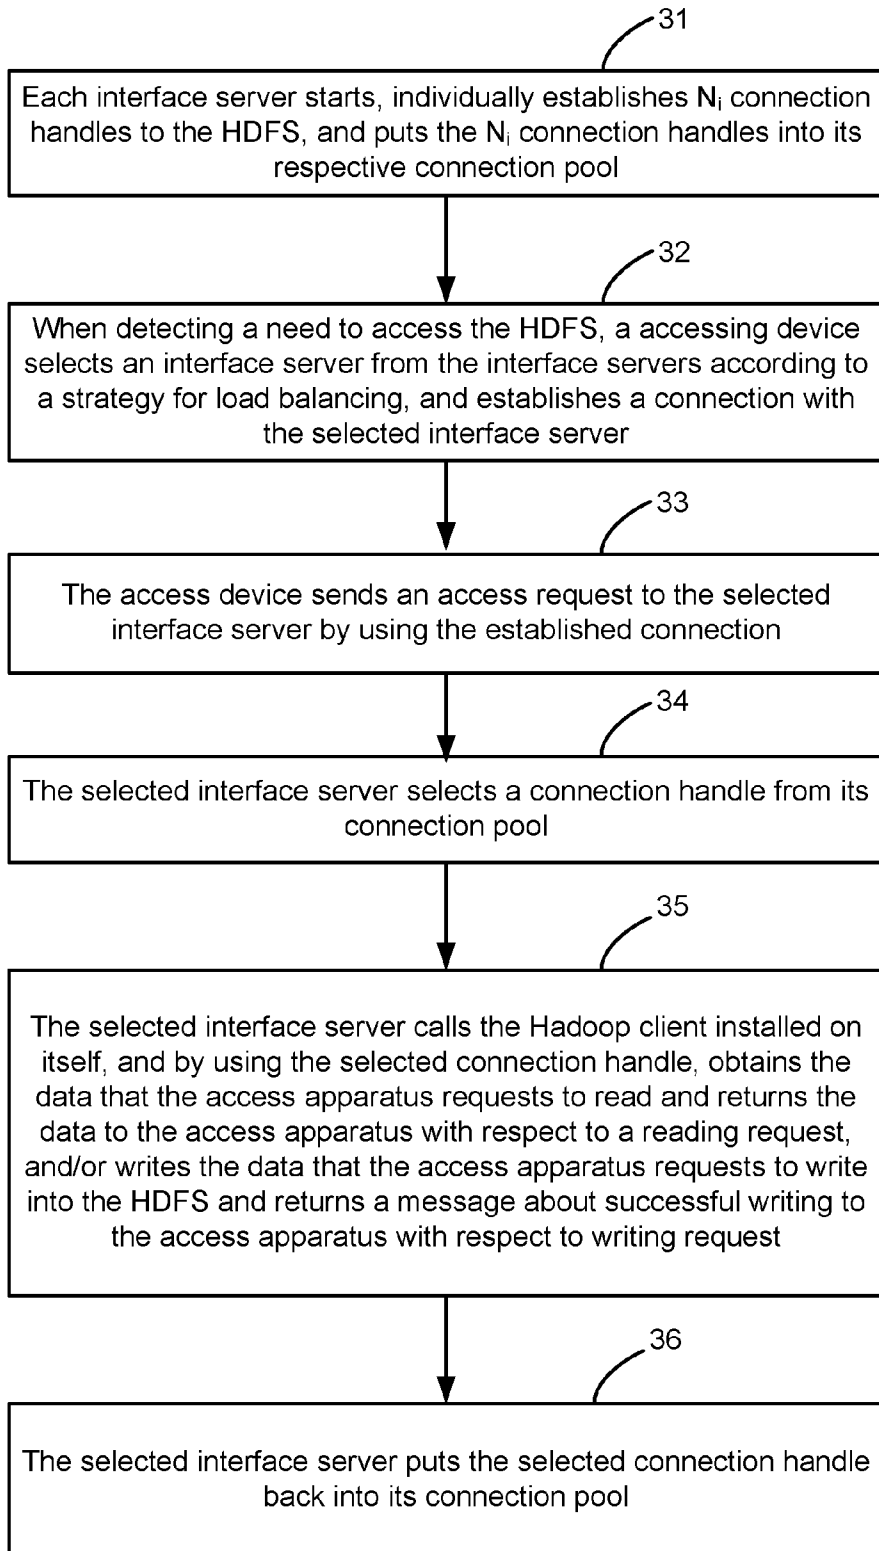 31
Each interface server starts, individually establishes Ni connection
handles to the HDFS, and puts the Ni connection handles into its
respective connection pool
32
When detecting a need to access the HDFS, a accessing device
selects an interface server from the interface servers according to
a strategy for load balancing, and establishes a connection with
the selected interface server
33
The access device sends an access request to the selected
interface server by using the established connection
34
The selected interface server selects a connection handle from its
connection pool
35
The selected interface server calls the Hadoop client installed on
itself, and by using the selected connection handle, obtains the
data that the access apparatus requests to read and returns the
data to the access apparatus with respect to a reading request,
and/or writes the data that the access apparatus requests to write
into the HDFS and returns a message about successful writing to
the access apparatus with respect to writing request
36
The selected interface server puts the selected connection handle
back into its connection pool